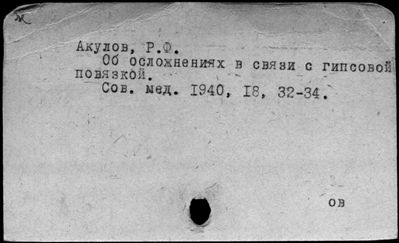 Акулов, Р.Ф.
Об осложнениях в связи с гипсовой
повязкой.
Сов. мед. 1940, 18, 32-34.
ов